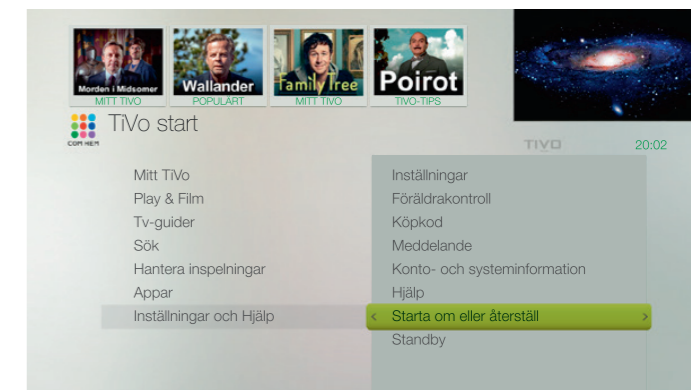 Morden i Midsomer
Wallander
Family Tree
Poirot
MITT TIVO
POPULÄRT
MITT TIVO
TIVO-TIPS
COM HEM
TiVo start
TIVO
20:02
Mitt TiVo
Play & Film
Tv-guider
Sök
Hantera inspelningar
Appar
Inställningar och Hjälp
Inställningar
Föräldrakontroll
Köpkod
Meddelande
Konto- och systeminformation
Hjälp
Starta om eller återställ
Standby